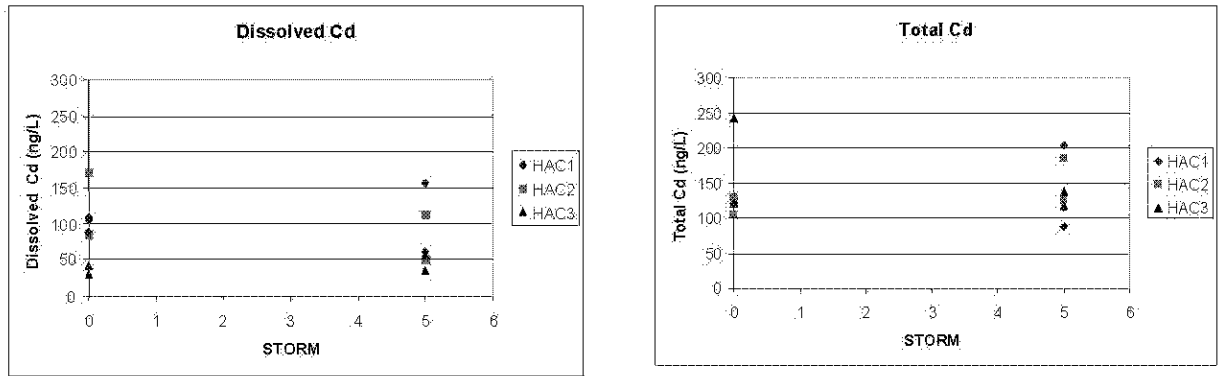 Dissolved Cd
300
250
200
150
100
50
0
Dissolved Cd (ng/L)
0 1 2 3 4 5 6
STORM
HAC1
HAC2
HAC3
Total Cd
300
250
200
150
100
50
0
Total Cd (ng/L)
0 1 2 3 4 5 6
STORM
HAC1
HAC2
HAC3